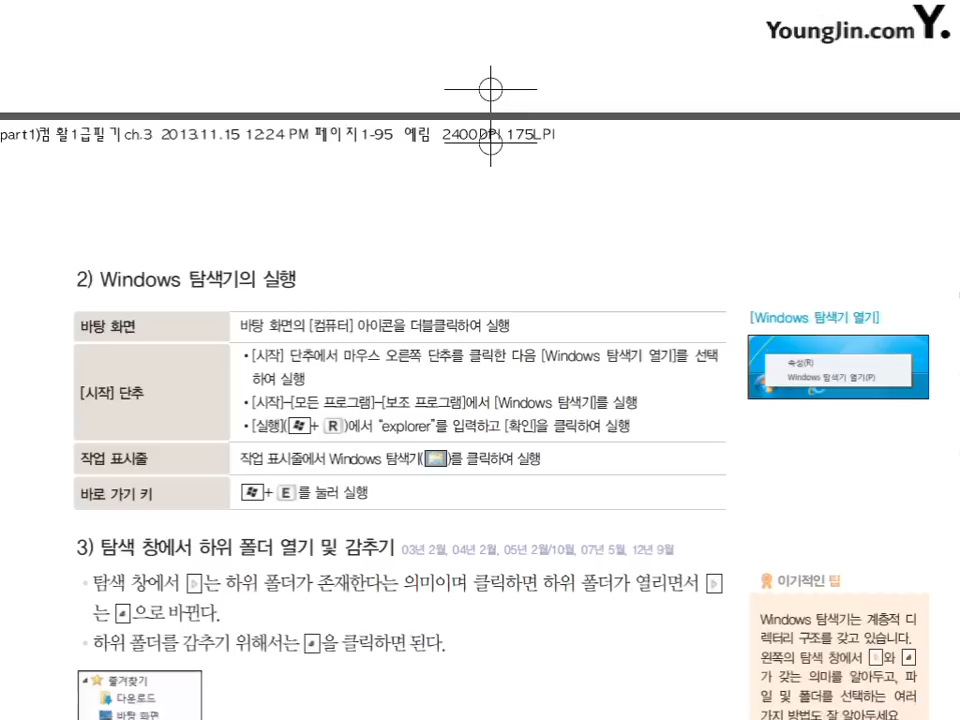 YoungJin.com Y.
part1)컴활1급필기ch.3 2013.11.15 12:24 PM 페이지1-95 예림 2400DPI 175LPI
2) Windows 탐색기의 실행
바탕 화면
바탕 화면의 [컴퓨터] 아이콘을 더블클릭하여 실행
[시작] 단추
• [시작] 단추에서 마우스 오른쪽 단추를 클릭한 다음 [Windows 탐색기 열기]를 선택
하여 실행
• [시작]-[모든 프로그램]-[보조 프로그램]에서 [Windows 탐색기]를 실행
• [실행]( + R )에서 “explorer”를 입력하고 [확인]을 클릭하여 실행
작업 표시줄
작업 표시줄에서 Windows 탐색기( )를 클릭하여 실행
바로 가기 키
+ E 를 눌러 실행
[Windows 탐색기 열기]
속성(R)
Windows 탐색기 열기(P)
3) 탐색 창에서 하위 폴더 열기 및 감추기 03년 2월, 04년 2월, 05년 2월/10월, 07년 5월, 12년 9월
• 탐색 창에서 ▷는 하위 폴더가 존재한다는 의미이며 클릭하면 하위 폴더가 열리면서 ▷
는 ◢으로 바뀐다.
• 하위 폴더를 감추기 위해서는 ◢을 클릭하면 된다.
즐겨찾기
다운로드
바탕 화면
이기적인 팁
Windows 탐색기는 계층적 디
렉터리 구조를 갖고 있습니다.
왼쪽의 탐색 창에서 ▷와 ◢
가 갖는 의미를 알아두고, 파
일 및 폴더를 선택하는 여러
가지 방법도 잘 알아두세요